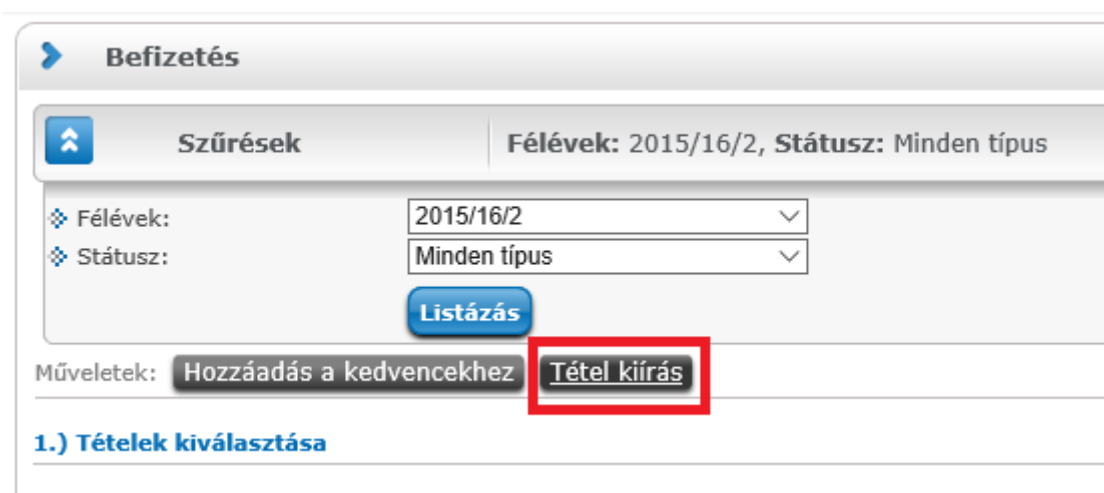 Befizetés
Szűrések Félévek: 2015/16/2, Státusz: Minden típus
Félévek: 2015/16/2
Státusz: Minden típus
Listázás
Műveletek: Hozzáadás a kedvencekhez Tétel kiírás
1.) Tételek kiválasztása